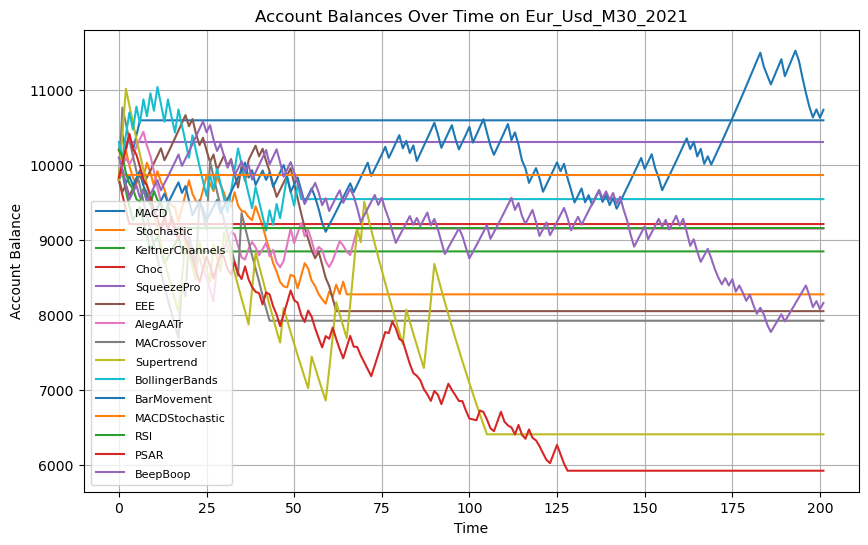 Account Balances Over Time on Eur_Usd_M30_2021
Account Balance
11000
10000
9000
8000
7000
6000
MACD
Stochastic
KeltnerChannels
Choc
SqueezePro
EEE
AlegAATr
MACrossover
Supertrend
BollingerBands
BarMovement
MACDStochastic
RSI
PSAR
BeepBoop
0 25 50 75 100 125 150 175 200
Time